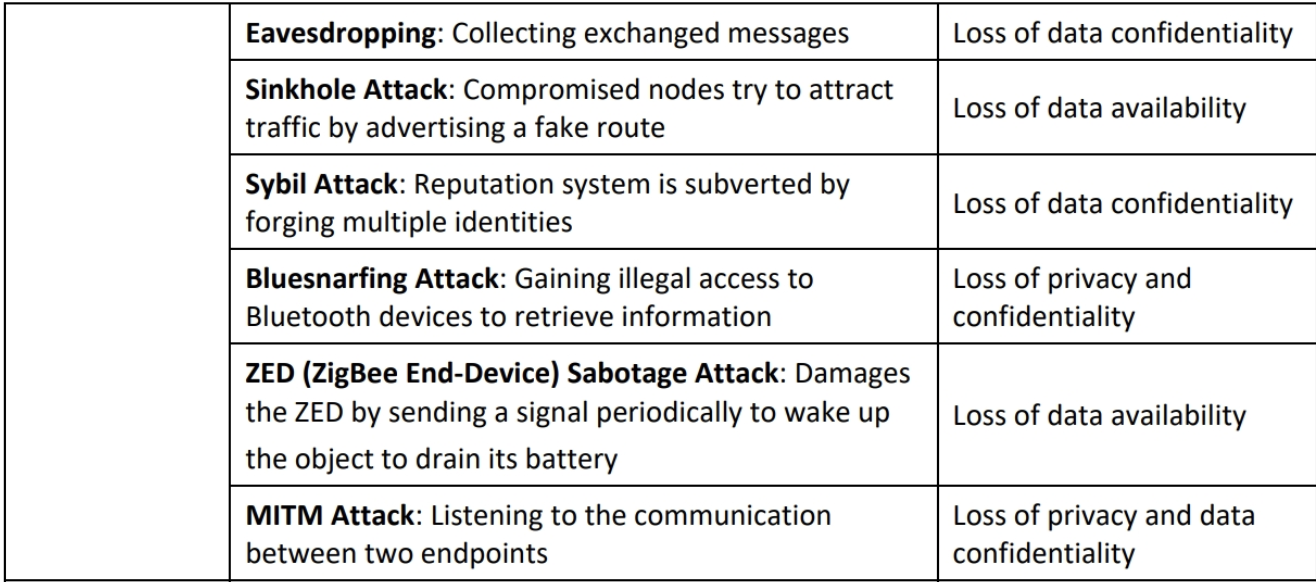 Eavesdropping: Collecting exchanged messages
Loss of data confidentiality
Sinkhole Attack: Compromised nodes try to attract
traffic by advertising a fake route
Loss of data availability
Sybil Attack: Reputation system is subverted by
forging multiple identities
Loss of data confidentiality
Bluesnarfing Attack: Gaining illegal access to
Bluetooth devices to retrieve information
Loss of privacy and
confidentiality
ZED (ZigBee End-Device) Sabotage Attack: Damages
the ZED by sending a signal periodically to wake up
the object to drain its battery
Loss of data availability
MITM Attack: Listening to the communication
between two endpoints
Loss of privacy and data
confidentiality